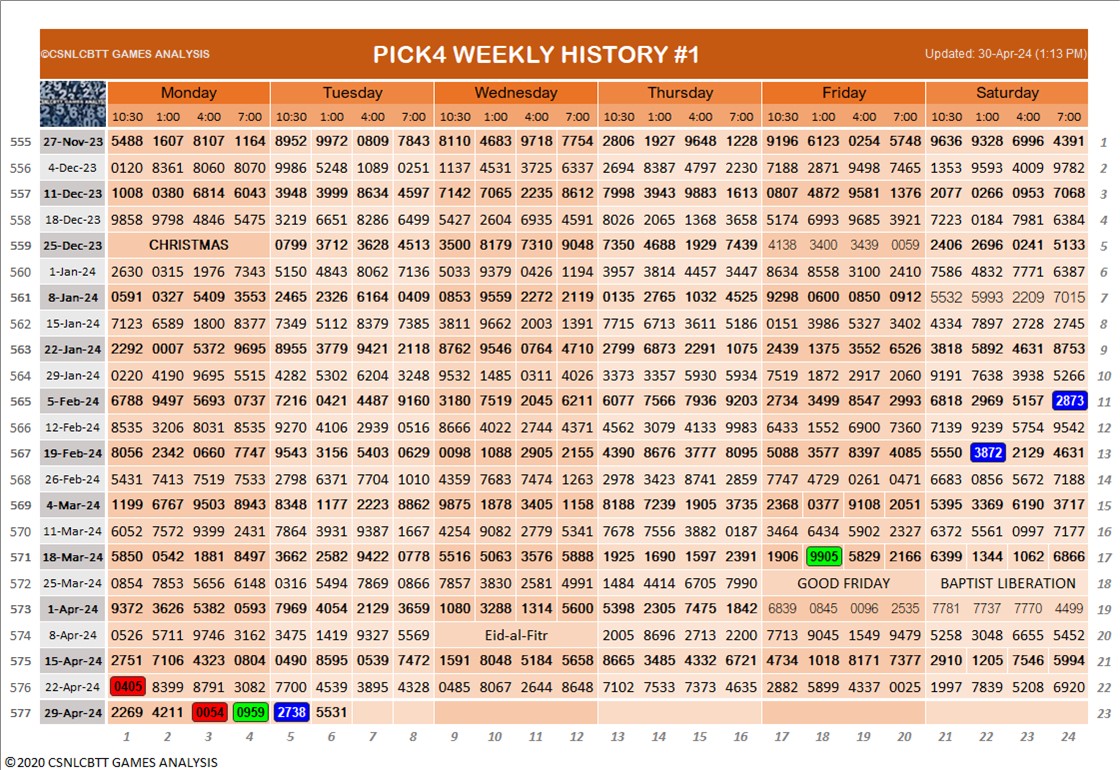 ©CSNLCBTT GAMES ANALYSIS PICK4 WEEKLY HISTORY #1 Updated: 30-Apr-24 (1:13 PM)
Monday Tuesday Wednesday Thursday Friday Saturday
10:30 1:00 4:00 7:00 10:30 1:00 4:00 7:00 10:30 1:00 4:00 7:00 10:30 1:00 4:00 7:00 10:30 1:00 4:00 7:00 10:30 1:00 4:00 7:00
555 27-Nov-23 5488 1607 8107 1164 8952 9972 0809 7843 8110 4683 9718 7754 2806 1927 9648 1228 9196 6123 0254 5748 9636 9328 6996 4391 1
556 4-Dec-23 0120 8361 8060 8070 9986 5248 1089 0251 1137 4531 3725 6337 2694 8387 4797 2230 7188 2871 9498 7465 1353 9593 4009 9782 2
557 11-Dec-23 1008 0380 6814 6043 3948 3999 8634 4597 7142 7065 2235 8612 7998 3943 9883 1613 0807 4872 9581 1376 2077 0266 0953 7068 3
558 18-Dec-23 9858 9798 4846 5475 3219 6651 8286 6499 5427 2604 6935 4591 8026 2065 1368 3658 5174 6993 9685 3921 7223 0184 7981 6384 4
559 25-Dec-23 CHRISTMAS 0799 3712 3628 4513 3500 8179 7310 9048 7350 4688 1929 7439 4138 3400 3439 0059 2406 2696 0241 5133 5
560 1-Jan-24 2630 0315 1976 7343 5150 4843 8062 7136 5033 9379 0426 1194 3957 3814 4457 3447 8634 8558 3100 2410 7586 4832 7771 6387 6
561 8-Jan-24 0591 0327 5409 3553 2465 2326 6164 0409 0853 9559 2272 2119 0135 2765 1032 4525 9298 0600 0850 0912 5532 5993 2209 7015 7
562 15-Jan-24 7123 6589 1800 8377 7349 5112 8379 7385 3811 9662 2003 1391 7715 6713 3611 5186 0151 3986 5327 3402 4334 7897 2728 2745 8
563 22-Jan-24 2292 0007 5372 9695 8955 3779 9421 2118 8762 9546 0764 4710 2799 6873 2291 1075 2439 1375 3552 6526 3818 5892 4631 8753 9
564 29-Jan-24 0220 4190 9695 5515 4282 5302 6204 3248 9532 1485 0311 4026 3373 3357 5930 5934 7519 1872 2917 2060 9191 7638 3938 5266 10
565 5-Feb-24 6788 9497 5693 0737 7216 0421 4487 9160 3180 7519 2045 6211 6077 7566 7936 9203 2734 3499 8547 2993 6818 2969 5157 2873 11
566 12-Feb-24 8535 3206 8031 8535 9270 4106 2939 0516 8666 4022 2744 4371 4562 3079 4133 9983 6433 1552 6900 7360 7139 9239 5754 9542 12
567 19-Feb-24 8056 2342 0660 7747 9543 3156 5403 0629 0098 1088 2905 2155 4390 8676 3777 8095 5088 3577 8397 4085 5550 3872 2129 4631 13
568 26-Feb-24 5431 7413 7519 7533 2798 6371 7704 1010 4359 7683 7474 1263 2978 3423 8741 2859 7747 4729 0261 0471 6683 0856 5672 7188 14
569 4-Mar-24 1199 6767 9503 8943 8348 1177 2223 8862 9875 1878 3405 1158 8188 7239 1905 3735 2368 0377 9108 2051 5395 3369 6190 3717 15
570 11-Mar-24 6052 7572 9399 2431 7864 3931 9387 1667 4254 9082 2779 5341 7678 7556 3882 0187 3464 6434 5902 2327 6372 5561 0997 7177 16
571 18-Mar-24 5850 0542 1881 8497 3662 2582 9422 0778 5516 5063 3576 5888 1925 1690 1597 2391 1906 9905 5829 2166 6399 1344 1062 6866 17
572 25-Mar-24 0854 7853 5656 6148 0316 5494 7869 0866 7857 3830 2581 4991 1484 4414 6705 7990 GOOD FRIDAY BAPTIST LIBERATION 18
573 1-Apr-24 9372 3626 5382 0593 7969 4054 2129 3659 1080 3288 1314 5600 5398 2305 7475 1842 6839 0845 0096 2535 7781 7737 7770 4499 19
574 8-Apr-24 0526 5711 9746 3162 3475 1419 9327 5569 Eid-al-Fitr 2005 8696 2713 2200 7713 9045 1549 9479 5258 3048 6655 5452 20
575 15-Apr-24 2751 7106 4323 0804 0490 8595 0539 7472 1591 8048 5184 5658 8665 3485 4332 6721 4734 1018 8171 7377 2910 1205 7546 5994 21
576 22-Apr-24 0405 8399 8791 3082 7700 4539 3895 4328 0485 8067 2644 8648 7102 7533 7373 4635 2882 5899 4337 0025 1997 7839 5208 6920 22
577 29-Apr-24 2269 4211 0054 0959 2738 5531 23
1 2 3 4 5 6 7 8 9 10 11 12 13 14 15 16 17 18 19 20 21 22 23 24
©2020 CSNLCBTT GAMES ANALYSIS